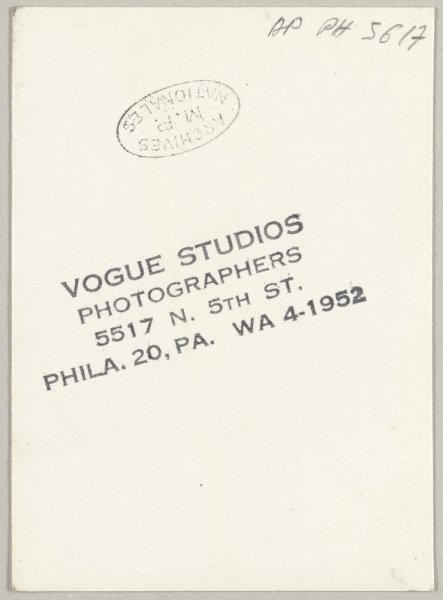 AP PH 5617
ARCHIVES
M.P.
NATIONALES
VOGUE STUDIOS
PHOTOGRAPHERS
5517 N. 5TH ST.
PHILA. 20, PA. WA 4-1952